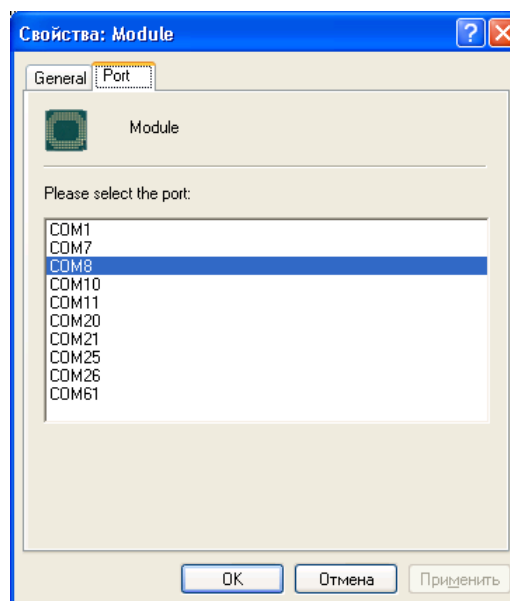 Свойства: Module
General Port
Module
Please select the port:
COM1
COM7
COM8
COM10
COM11
COM20
COM21
COM25
COM26
COM61
OK Отмена Применить